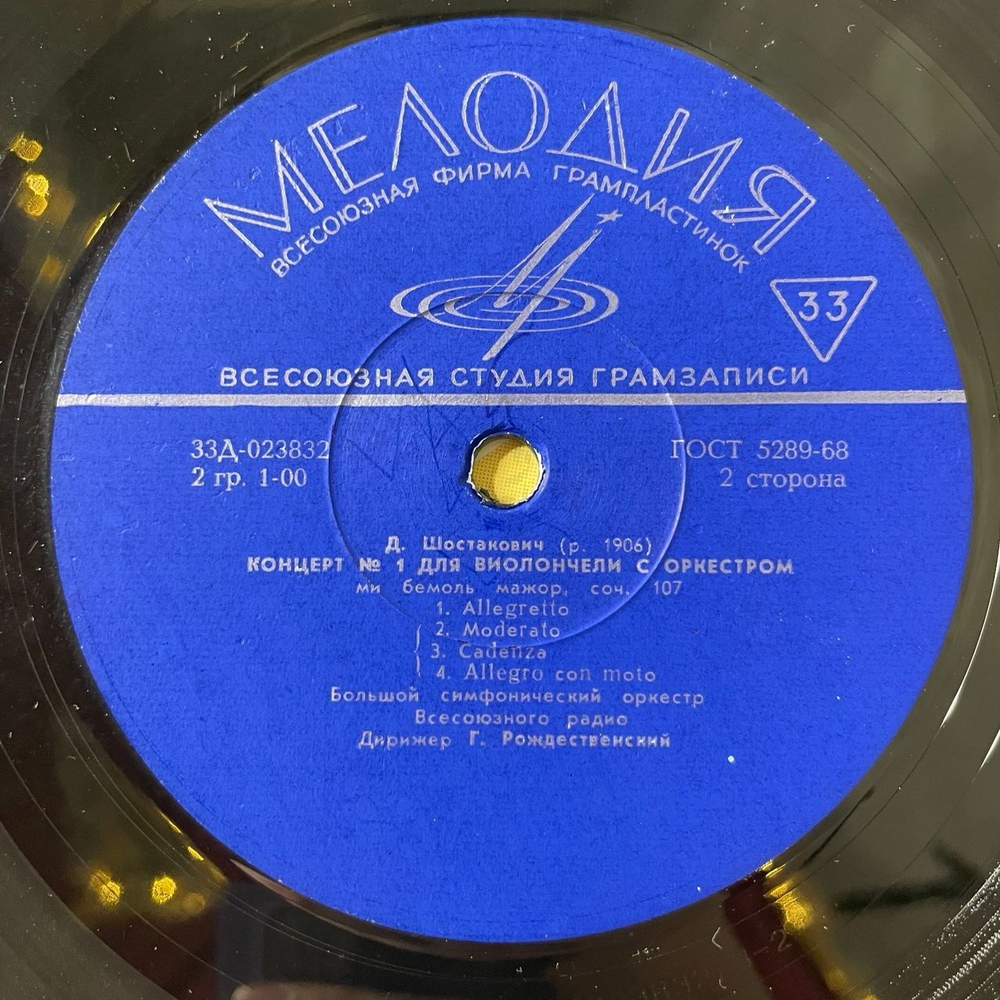 МЕЛОДИЯ
ВСЕСОЮЗНАЯ ФИРМА ГРАМПЛАСТИНОК
33
ВСЕСОЮЗНАЯ СТУДИЯ ГРАМЗАПИСИ
33Д-023832 ГОСТ 5289-68
2 гр. 1-00 2 сторона
Д. Шостакович (р. 1906)
КОНЦЕРТ № 1 ДЛЯ ВИОЛОНЧЕЛИ С ОРКЕСТРОМ
ми бемоль мажор, соч. 107
1. Allegretto
2. Moderato
3. Cadenza
4. Allegro con moto
Большой симфонический оркестр
Всесоюзного радио
Дирижер Г. Рождественский